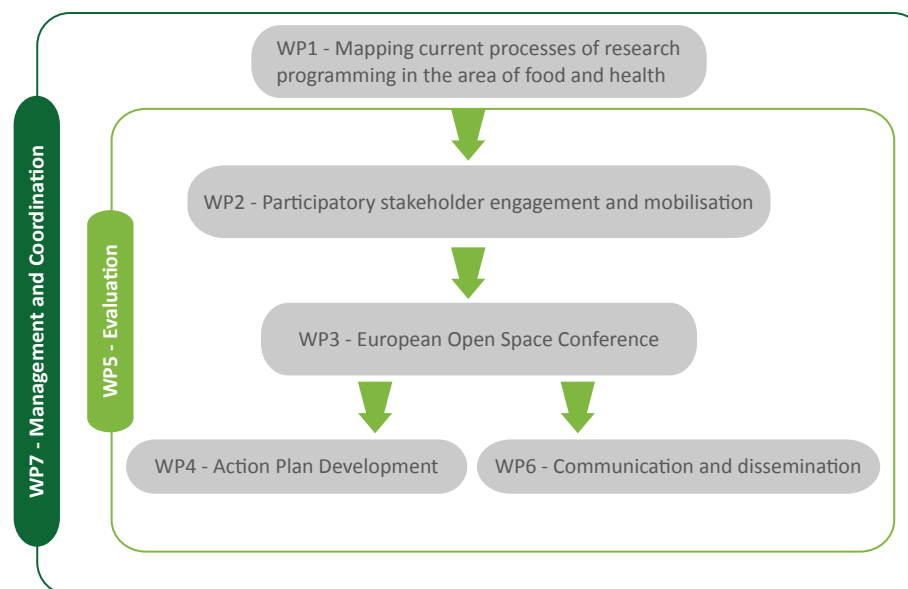 WP1 - Mapping current processes of research
programming in the area of food and health
WP2 - Participatory stakeholder engagement and mobilisation
WP3 - European Open Space Conference
WP4 - Action Plan Development
WP6 - Communication and dissemination
WP5 - Evaluation
WP7 - Management and Coordination